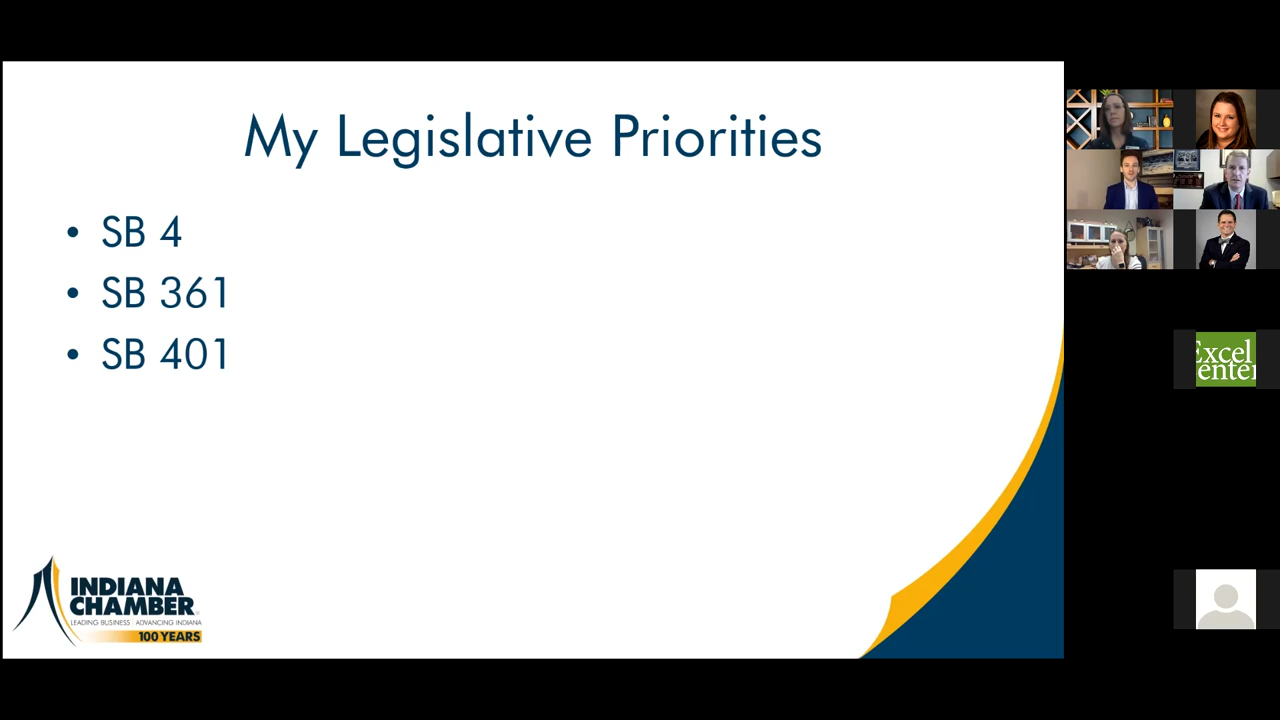 My Legislative Priorities
• SB 4
• SB 361
• SB 401
INDIANA
CHAMBER
LEADING BUSINESS | ADVANCING INDIANA
100 YEARS
Excel
Center